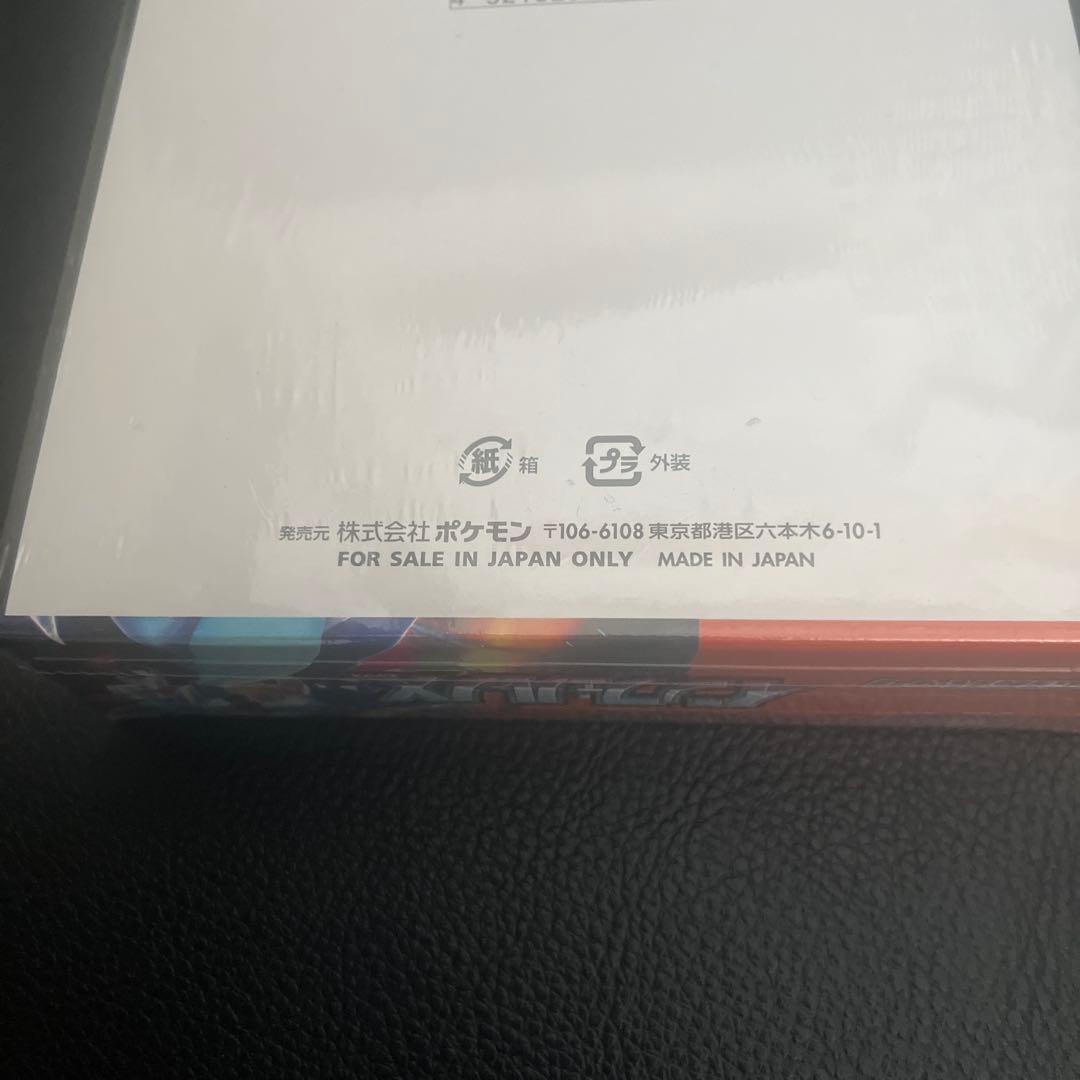 紙 箱 プラ 外装
発売元 株式会社 ポケモン 〒106-6108 東京都港区六本木6-10-1
FOR SALE IN JAPAN ONLY MADE IN JAPAN